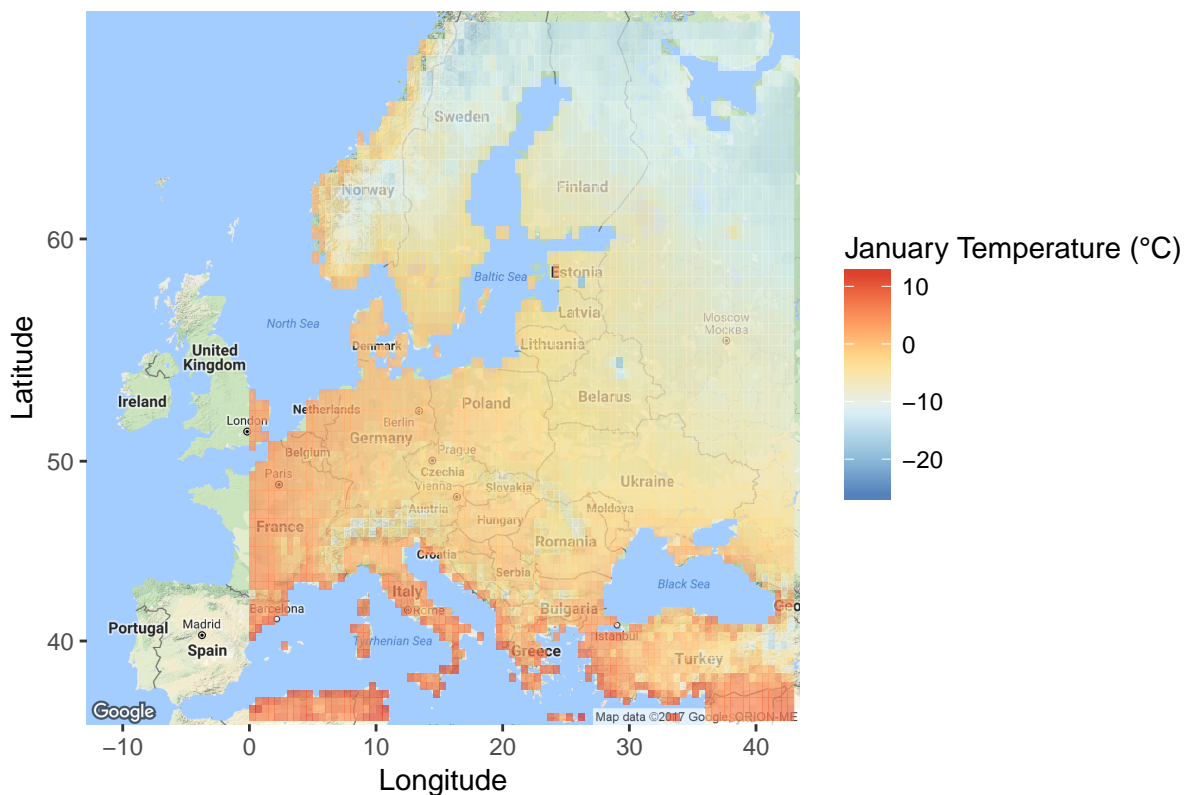 January Temperature (°C)
10
0
−10
−20
Latitude
60
50
40
−10
0
10
20
30
40
Longitude
Sweden
Norway
Finland
Baltic Sea
Estonia
North Sea
Latvia
Moscow
Москва
United
Kingdom
Denmark
Lithuania
Ireland
Belarus
London
Netherlands
Berlin
Poland
Germany
Belgium
Prague
Paris
Czechia
Vienna
Slovakia
Ukraine
Austria
Moldova
France
Hungary
Romania
Croatia
Serbia
Black Sea
Italy
Barcelona
Rome
Bulgaria
Geo
Portugal
Madrid
Istanbul
Spain
Tyrrhenian Sea
Greece
Turkey
Google
Map data ©2017 Google, ORION-ME